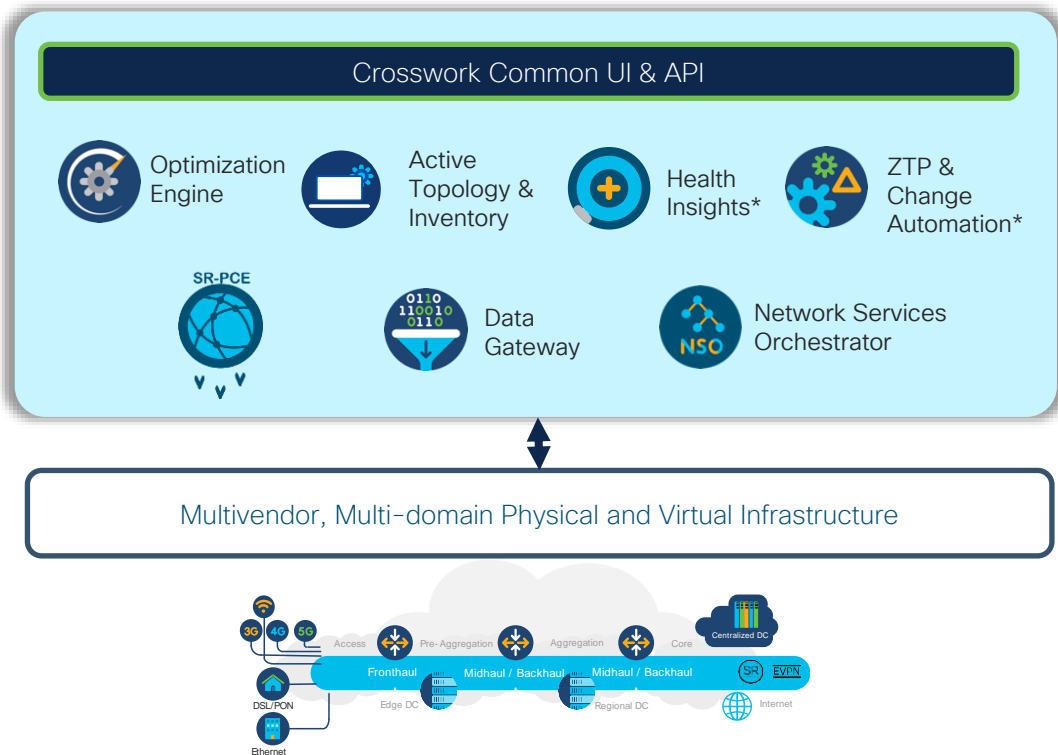 Crosswork Common UI & API
Optimization
Engine
Active
Topology &
Inventory
Health
Insights*
ZTP &
Change
Automation*
SR-PCE
0110
110010
0110
Data
Gateway
NSO
Network Services
Orchestrator
Multivendor, Multi-domain Physical and Virtual Infrastructure
3G
4G
5G
Access
Pre-Aggregation
Aggregation
Core
Centralized DC
Fronthaul
Midhaul / Backhaul
Midhaul / Backhaul
SR
EVPN
DSL/PON
Edge DC
Regional DC
Internet
Ethernet